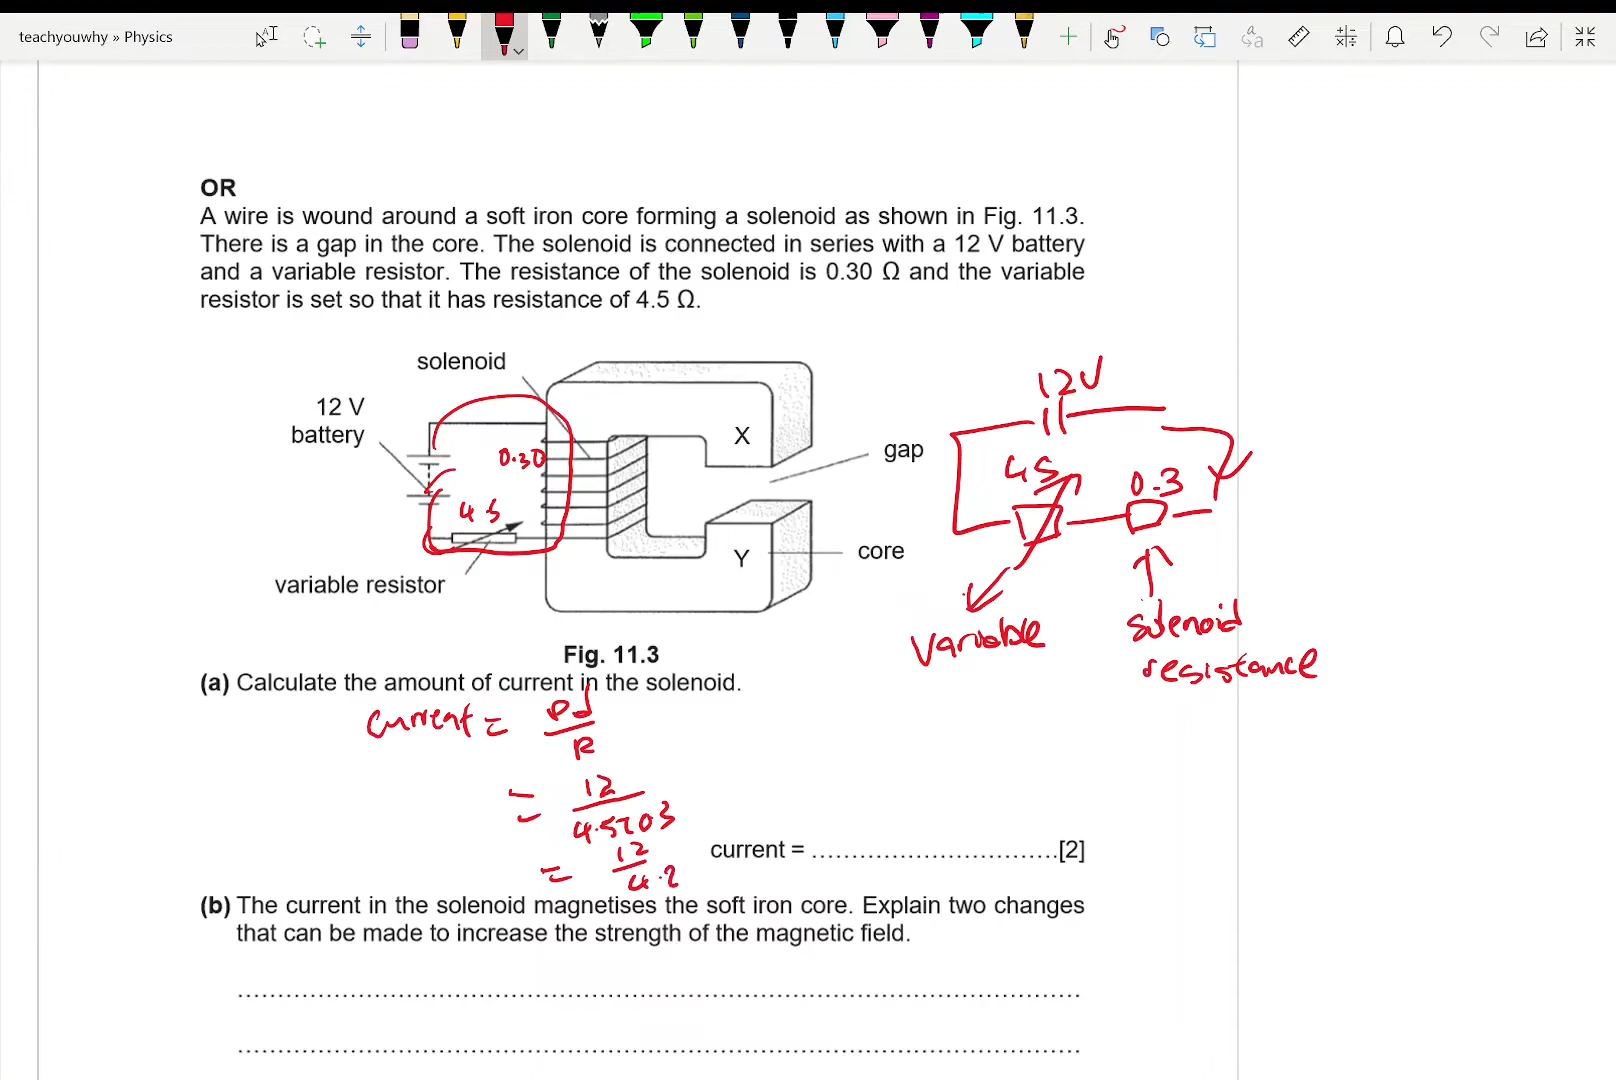 teachyouwhy » Physics
OR
A wire is wound around a soft iron core forming a solenoid as shown in Fig. 11.3.
There is a gap in the core. The solenoid is connected in series with a 12 V battery
and a variable resistor. The resistance of the solenoid is 0.30 Ω and the variable
resistor is set so that it has resistance of 4.5 Ω.
solenoid
12 V
battery
0.30
4.5
variable resistor
X
Y
gap
core
12V
4.5
0.3
variable
solenoid
resistance
Fig. 11.3
(a) Calculate the amount of current in the solenoid.
current = Pd
R
= 12
4.5+0.3
= 12
4.2
current = ...............................[2]
(b) The current in the solenoid magnetises the soft iron core. Explain two changes
that can be made to increase the strength of the magnetic field.